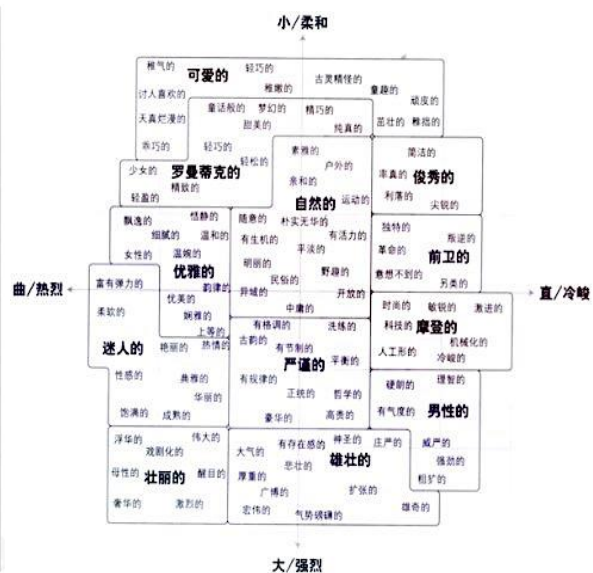 小/柔和
稚气的 轻巧的
可爱的 古灵精怪的
讨人喜欢的 稚嫩的 童趣的
顽皮的
童话般的 梦幻的 精巧的
天真烂漫的 甜美的 纯真的 茁壮的 稚拙的
乖巧的 轻巧的 素雅的 简洁的
轻松的 户外的
少女的 罗曼蒂克的 率真的 俊秀的
精致的 亲和的
轻盈的 自然的 运动的 利落的
尖锐的
飘逸的 恬静的 随意的 朴实无华的 独特的
细腻的 温和的 有生机的 有活力的 叛逆的
平淡的 革命的 前卫的
女性的 温婉的 明丽的
优雅的 民俗的 野趣的 意想不到的
富有弹力的 韵律的 另类的
曲/热烈 异域的 开放的 直/冷峻
优美的
柔软的 娴雅的 中庸的 时尚的 敏锐的 激进的
上等的 有格调的 洗练的 科技的 摩登的
迷人的 艳丽的 热情的 古韵的 有节制的 机械化的
严谨的 平衡的 人工形的 冷峻的
性感的 典雅的 有规律的 硬朗的 理智的
华丽的 正统的 哲学的
饱满的 成熟的 豪华的 高贵的 有气度的 男性的
浮华的 伟大的 有存在感的 神圣的 庄严的 威严的
戏剧化的 大气的 雄壮的
母性的 壮丽的 醒目的 厚重的 悲壮的 强劲的
粗犷的
广博的 扩张的
奢华的 激烈的 宏伟的 气势磅礴的 雄奇的
大/强烈